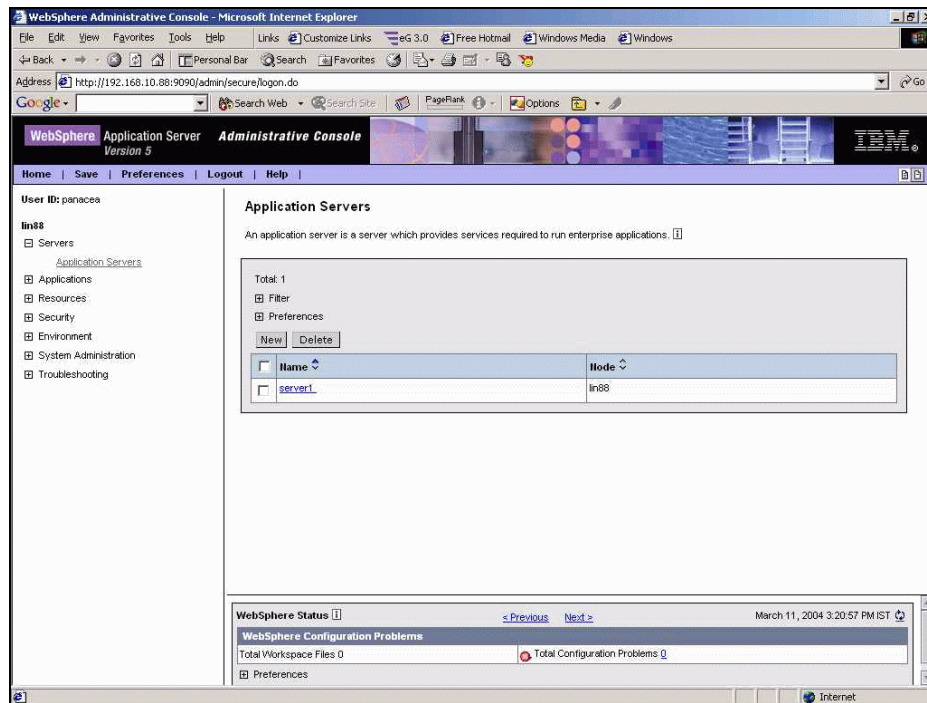 WebSphere Administrative Console - Microsoft Internet Explorer
File Edit View Favorites Tools Help Links Customize Links eG 3.0 Free Hotmail Windows Media Windows
Back Personal Bar Search Favorites
Address http://192.168.10.88:9090/admin/secure/logon.do Go
Google Search Web Search Site PageRank Options
WebSphere Application Server Administrative Console
Version 5
IBM
Home | Save | Preferences | Logout | Help |
User ID: panacea
lin88
Servers
Application Servers
Applications
Resources
Security
Environment
System Administration
Troubleshooting
Application Servers
An application server is a server which provides services required to run enterprise applications.
Total: 1
Filter
Preferences
New Delete
Name Node
server1 lin88
WebSphere Status < Previous Next > March 11, 2004 3:20:57 PM IST
WebSphere Configuration Problems
Total Workspace Files 0 Total Configuration Problems 0
Preferences
Internet